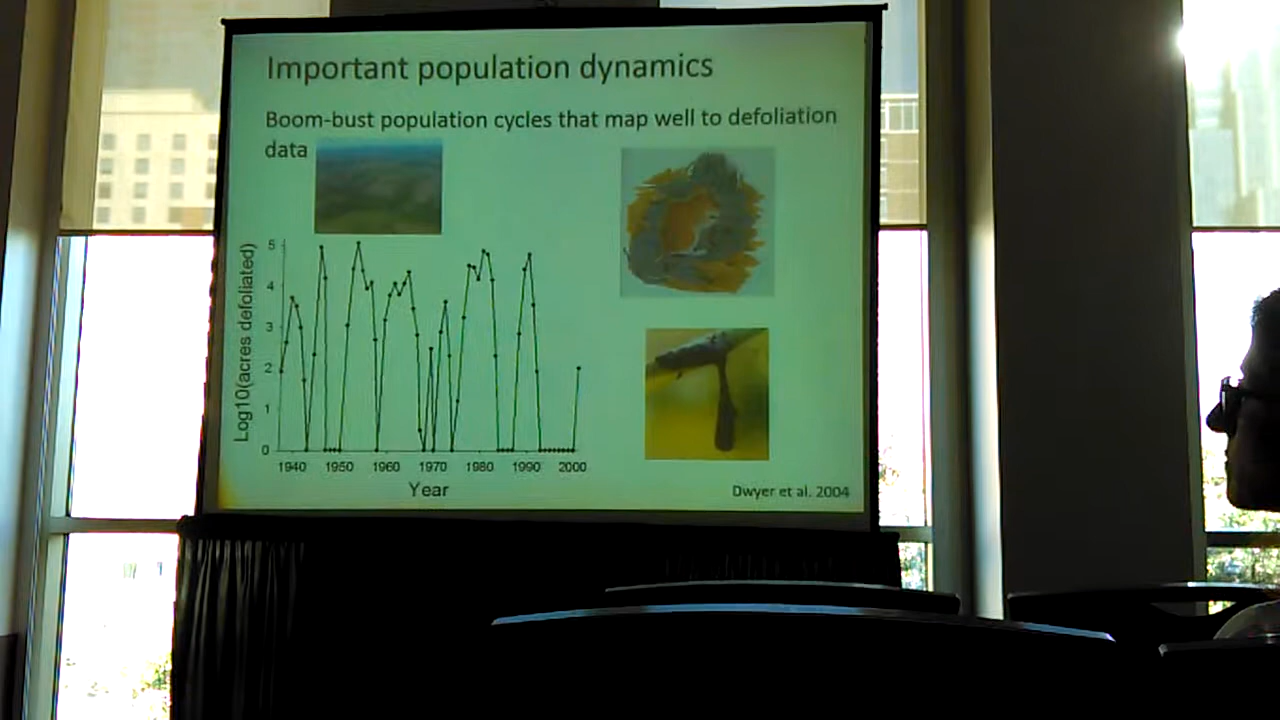 Important population dynamics
Boom-bust population cycles that map well to defoliation
data
Log10(acres defoliated)
5
4
3
2
1
0
1940 1950 1960 1970 1980 1990 2000
Year
Dwyer et al. 2004